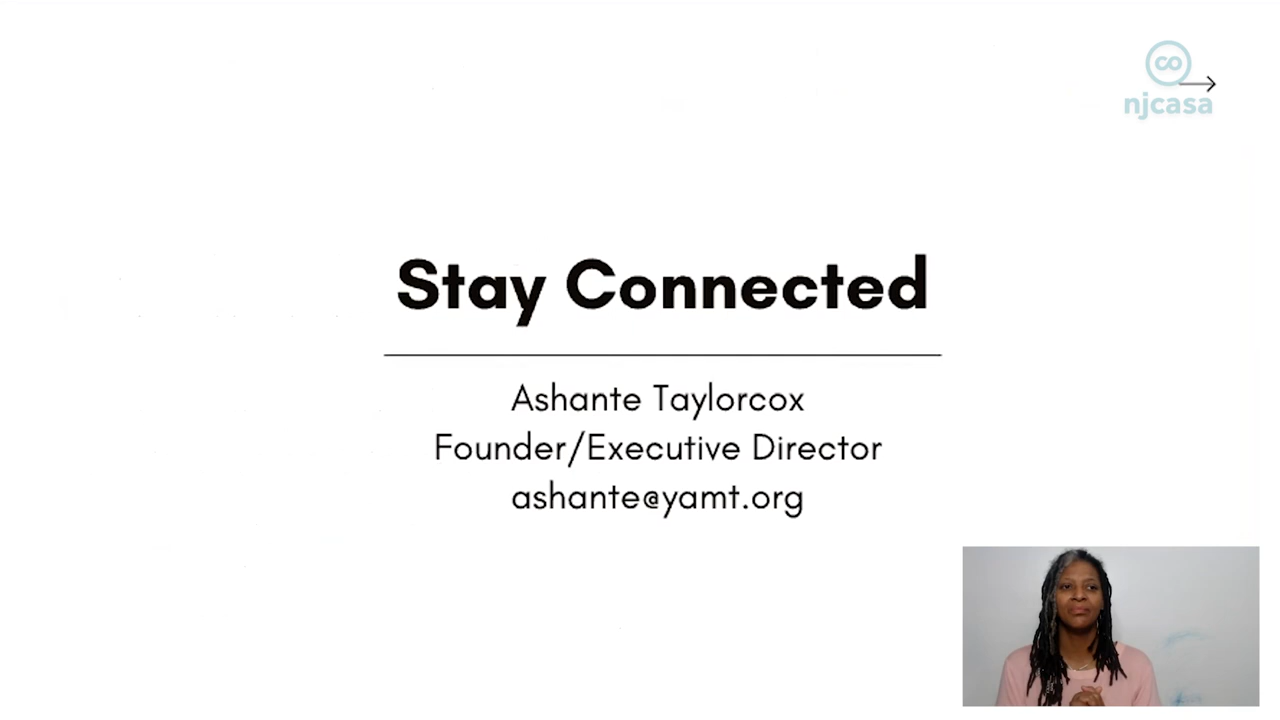 njcasa
Stay Connected
Ashante Taylorcox
Founder/Executive Director
ashante@yamt.org